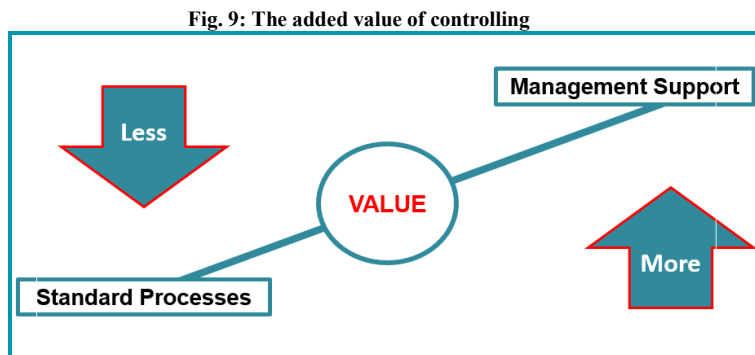 Fig. 9: The added value of controlling
Management Support
Less
VALUE
More
Standard Processes